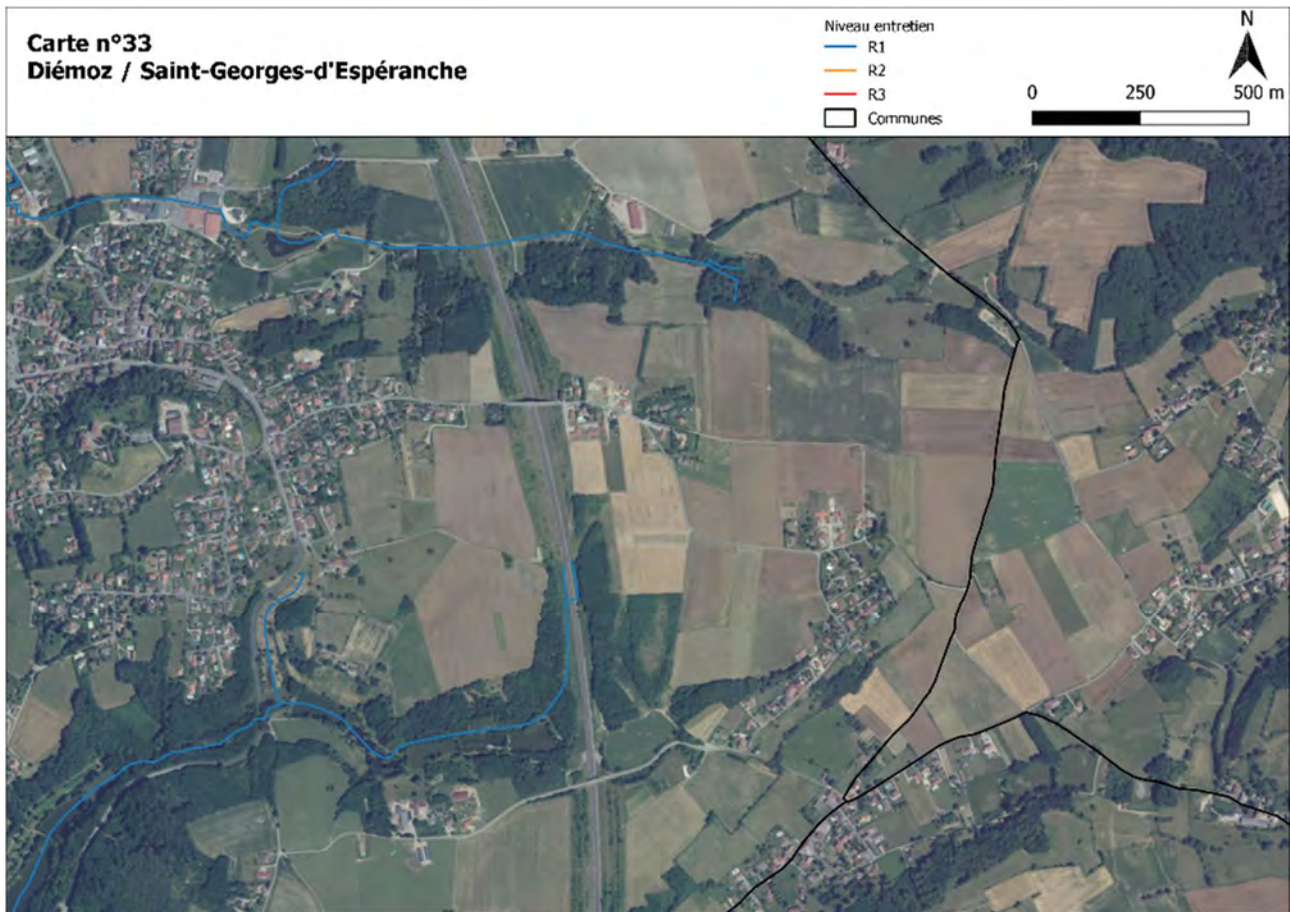 Carte n°33
Diémoz / Saint-Georges-d'Espéranche
Niveau entretien
R1
R2
R3
Communes
N
0 250 500 m